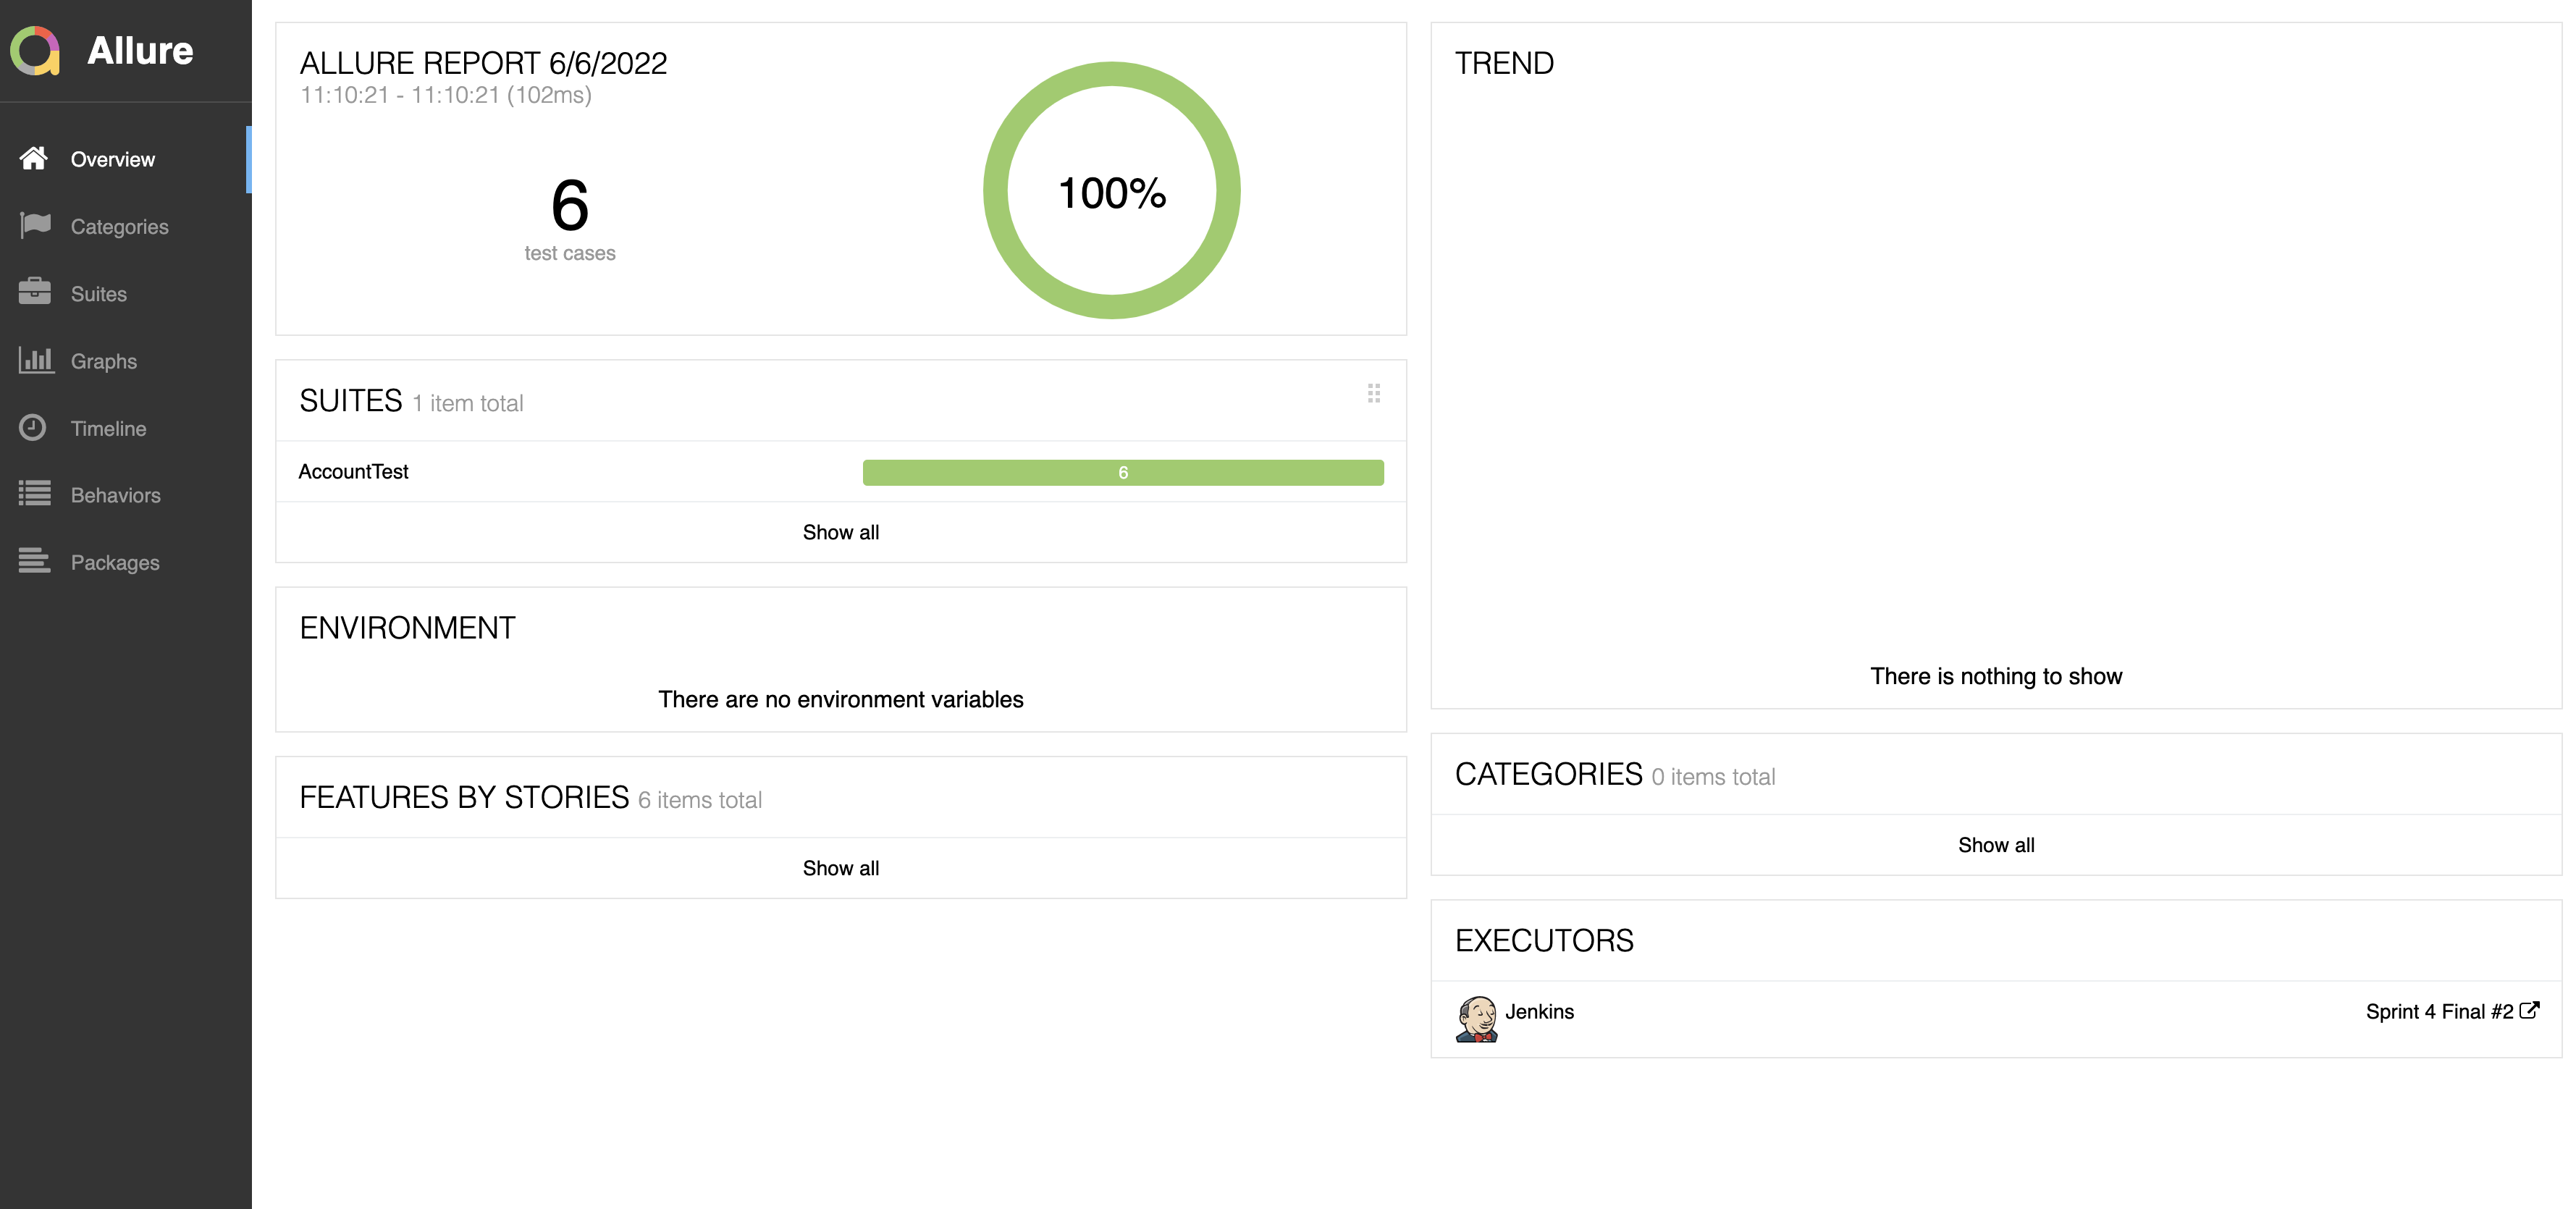 Allure
Overview
Categories
Suites
Graphs
Timeline
Behaviors
Packages
ALLURE REPORT 6/6/2022
11:10:21 - 11:10:21 (102ms)
6
test cases
100%
SUITES 1 item total
AccountTest 6
Show all
ENVIRONMENT
There are no environment variables
FEATURES BY STORIES 6 items total
Show all
TREND
There is nothing to show
CATEGORIES 0 items total
Show all
EXECUTORS
Jenkins Sprint 4 Final #2